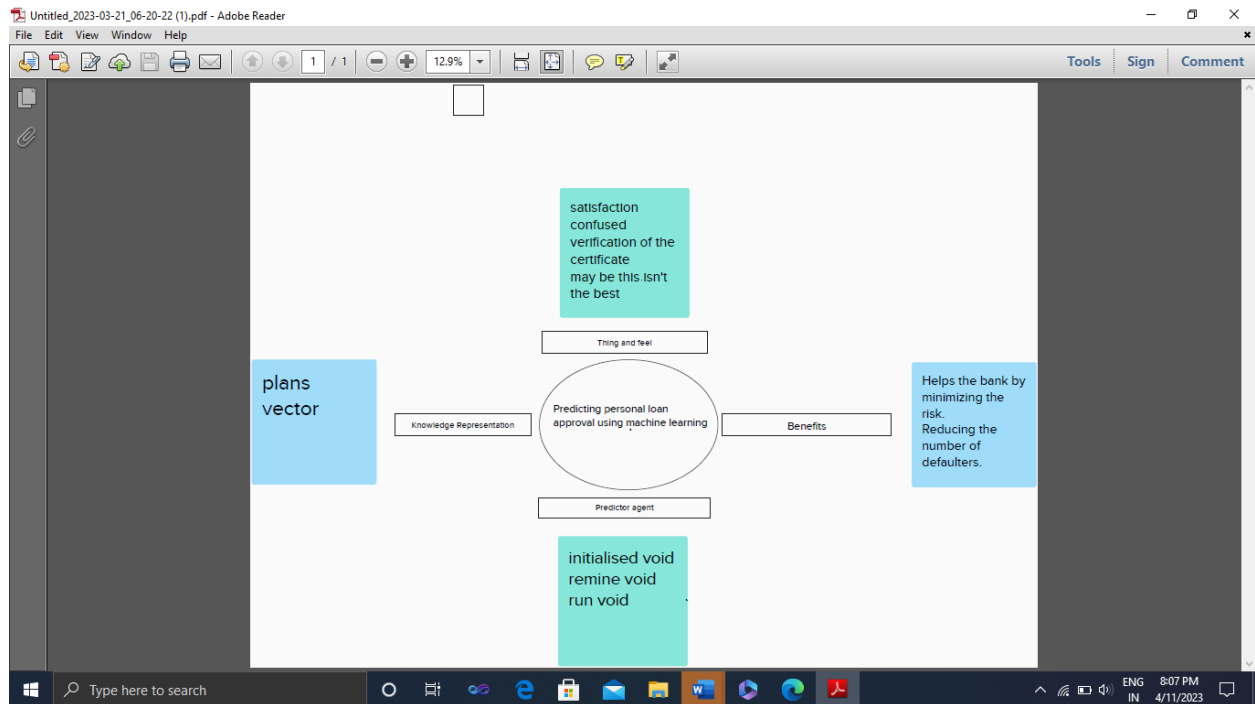 Untitled_2023-03-21_06-20-22 (1).pdf - Adobe Reader
File Edit View Window Help
1 / 1 12.9% Tools Sign Comment
satisfaction
confused
verification of the
certificate
may be this.isn't
the best
Thing and feel
plans
vector
Knowledge Representation
Predicting personal loan
approval using machine learning
Benefits
Helps the bank by
minimizing the
risk.
Reducing the
number of
defaulters.
Predictor agent
initialised void
remine void
run void
Type here to search
ENG 8:07 PM
IN 4/11/2023